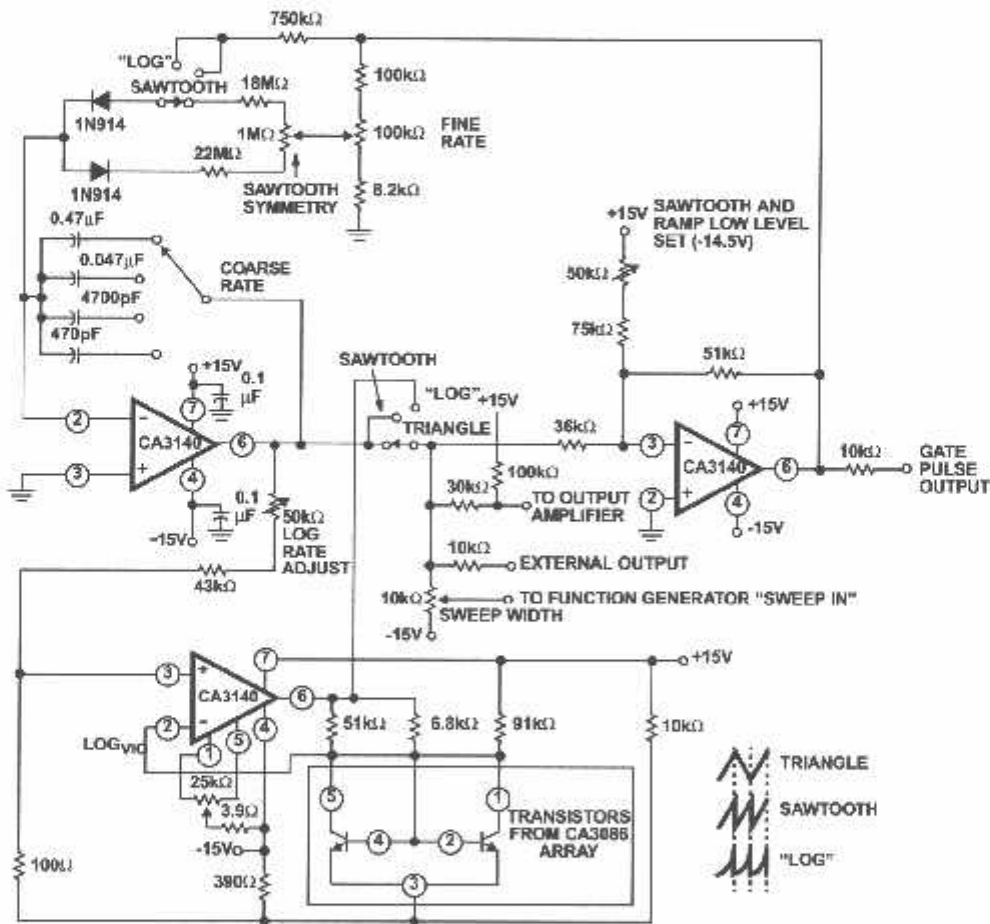 750kΩ
"LOG"
SAWTOOTH
18MΩ
100kΩ
1N914
1MΩ
100kΩ
FINE
RATE
22MΩ
1N914
SAWTOOTH
SYMMETRY
8.2kΩ
0.47μF
0.047μF
4700pF
470pF
COARSE
RATE
+15V
SAWTOOTH AND
RAMP LOW LEVEL
SET (-14.5V)
50kΩ
75kΩ
51kΩ
+15V
0.1
μF
SAWTOOTH
"LOG"
+15V
TRIANGLE
36kΩ
+15V
2
7
CA3140
6
3
4
3
7
CA3140
6
2
4
10kΩ
GATE
PULSE
OUTPUT
100kΩ
30kΩ
TO OUTPUT
AMPLIFIER
-15V
0.1
μF
-15V
50kΩ
LOG
RATE
ADJUST
43kΩ
10kΩ
EXTERNAL OUTPUT
10kΩ
TO FUNCTION GENERATOR "SWEEP IN"
SWEEP WIDTH
-15V
+15V
3
7
CA3140
6
2
4
5
1
LOGVIO
51kΩ
6.8kΩ
91kΩ
10kΩ
25kΩ
3.9Ω
-15V
390Ω
100Ω
5
1
4
2
3
TRANSISTORS
FROM CA3086
ARRAY
TRIANGLE
SAWTOOTH
"LOG"